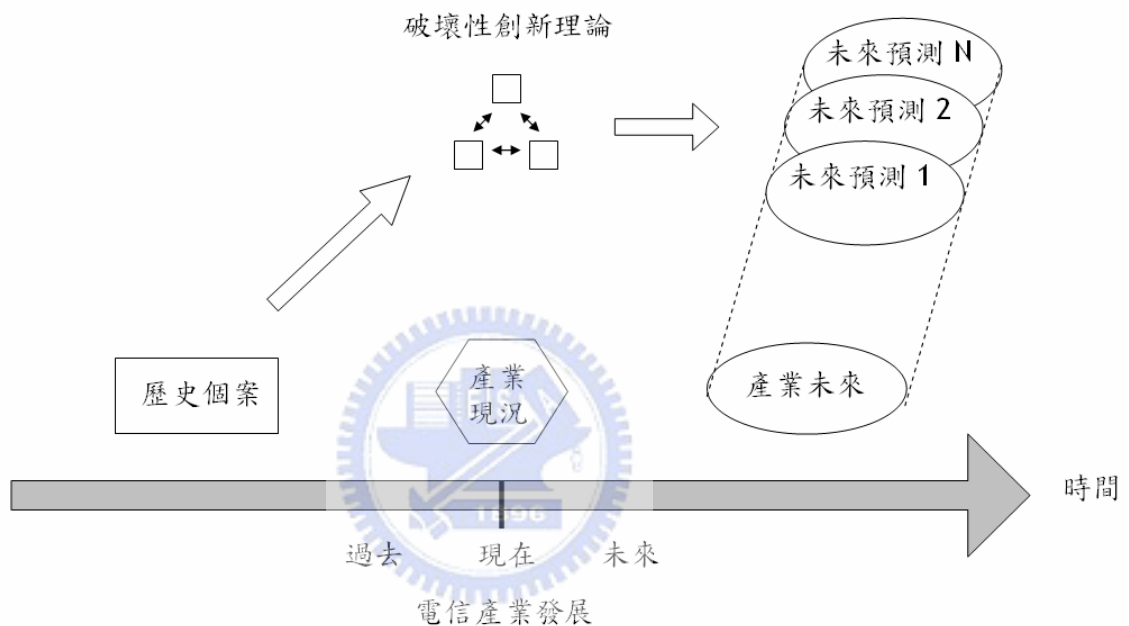 破壞性創新理論
未來預測 N
未來預測 2
未來預測 1
歷史個案
產業
現況
產業未來
時間
1896
過去 現在 未來
電信產業發展